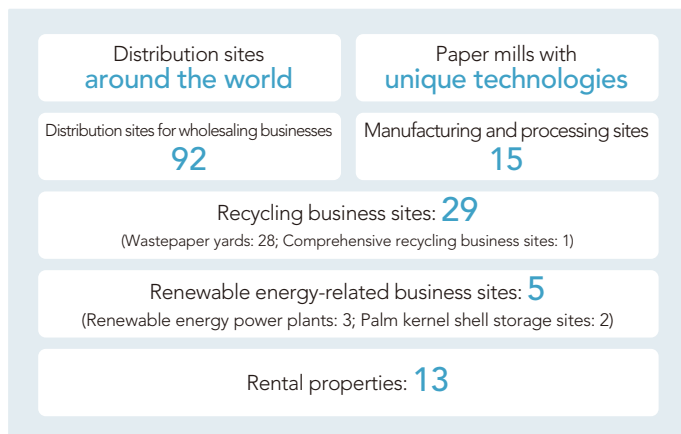 Distribution sites
around the world
Paper mills with
unique technologies
Distribution sites for wholesaling businesses
92
Manufacturing and processing sites
15
Recycling business sites: 29
(Wastepaper yards: 28; Comprehensive recycling business sites: 1)
Renewable energy-related business sites: 5
(Renewable energy power plants: 3; Palm kernel shell storage sites: 2)
Rental properties: 13